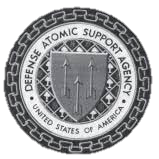 DEFENSE ATOMIC SUPPORT AGENCY
UNITED STATES OF AMERICA